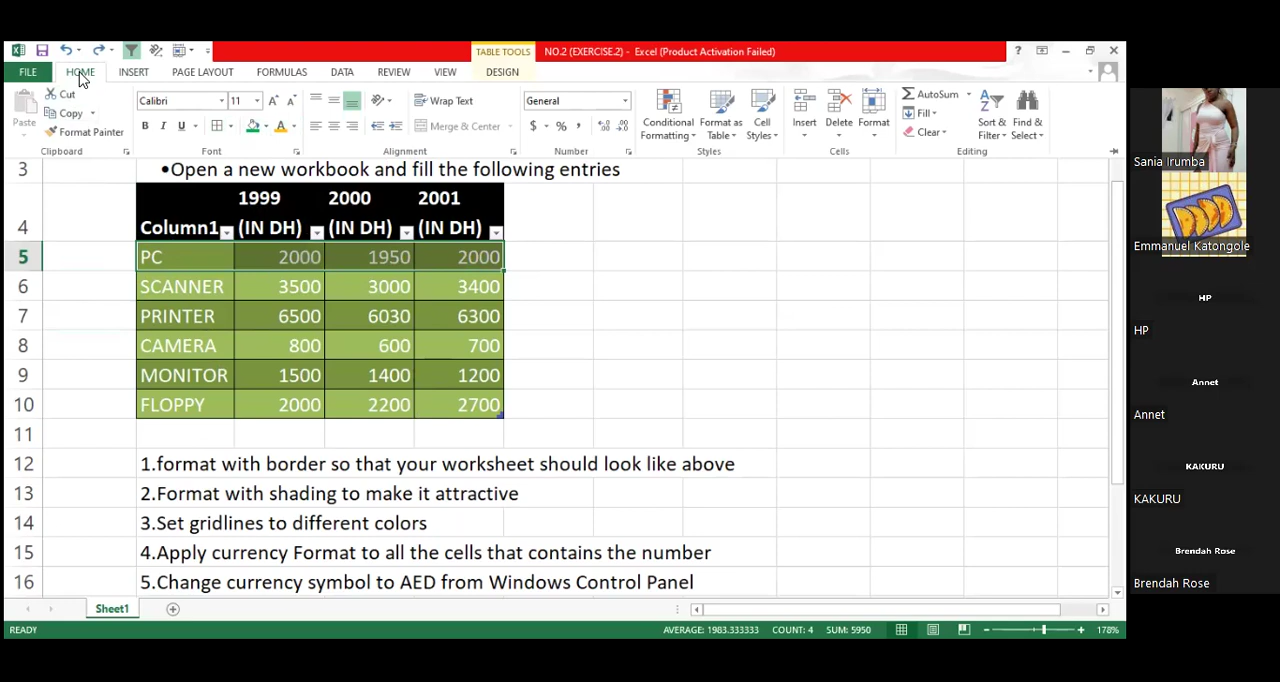 TABLE TOOLS
NO.2 (EXERCISE.2) - Excel (Product Activation Failed)
FILE HOME INSERT PAGE LAYOUT FORMULAS DATA REVIEW VIEW DESIGN
Cut
Copy
Format Painter
Paste
Clipboard
Calibri 11
B I U
Font
Wrap Text
Merge & Center
Alignment
General
$ % ,
Number
Conditional Formatting
Format as Table
Cell Styles
Styles
Insert Delete Format
Cells
AutoSum
Fill
Clear
Sort & Filter
Find & Select
Editing
3 •Open a new workbook and fill the following entries
1999 2000 2001
4 Column1 (IN DH) (IN DH) (IN DH)
5 PC 2000 1950 2000
6 SCANNER 3500 3000 3400
7 PRINTER 6500 6030 6300
8 CAMERA 800 600 700
9 MONITOR 1500 1400 1200
10 FLOPPY 2000 2200 2700
11
12 1.format with border so that your worksheet should look like above
13 2.Format with shading to make it attractive
14 3.Set gridlines to different colors
15 4.Apply currency Format to all the cells that contains the number
16 5.Change currency symbol to AED from Windows Control Panel
Sheet1
READY AVERAGE: 1983.333333 COUNT: 4 SUM: 5950 178%
Sania Irumba
Emmanuel Katongole
HP
HP
Annet
Annet
KAKURU
KAKURU
Brendah Rose
Brendah Rose